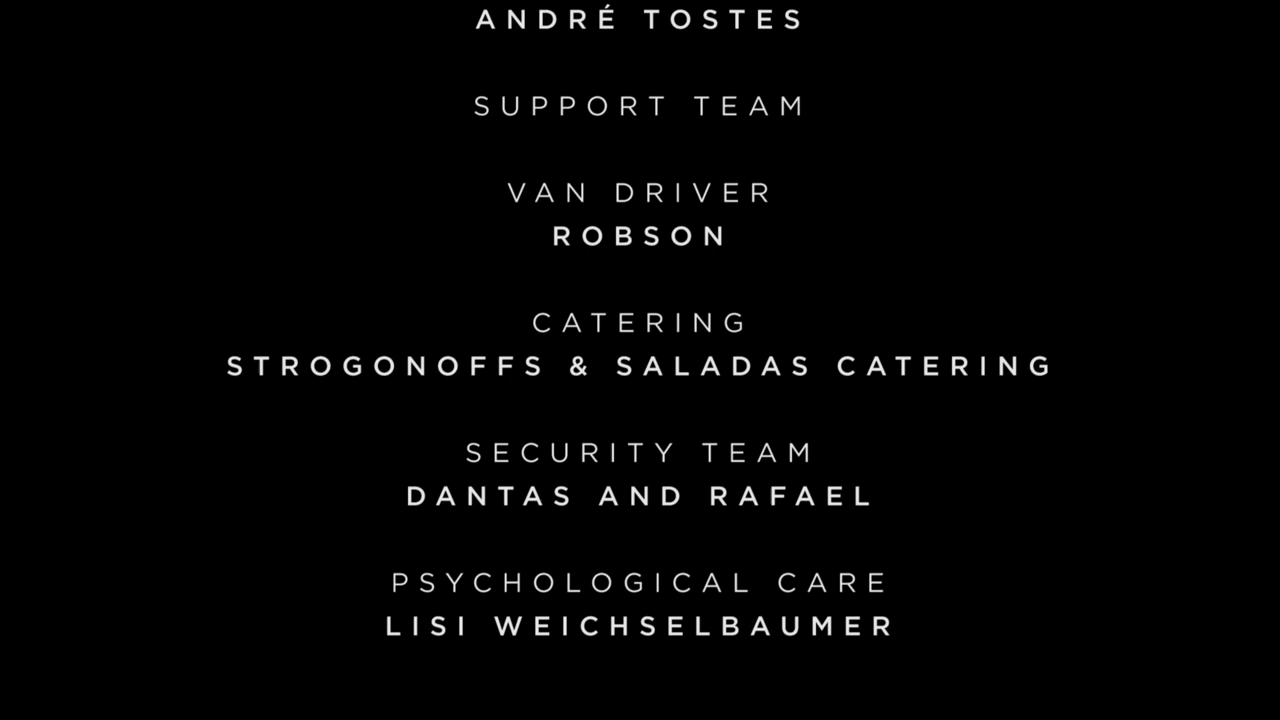 ANDRÉ TOSTES
SUPPORT TEAM
VAN DRIVER
ROBSON
CATERING
STROGONOFFS & SALADAS CATERING
SECURITY TEAM
DANTAS AND RAFAEL
PSYCHOLOGICAL CARE
LISI WEICHSELBAUMER